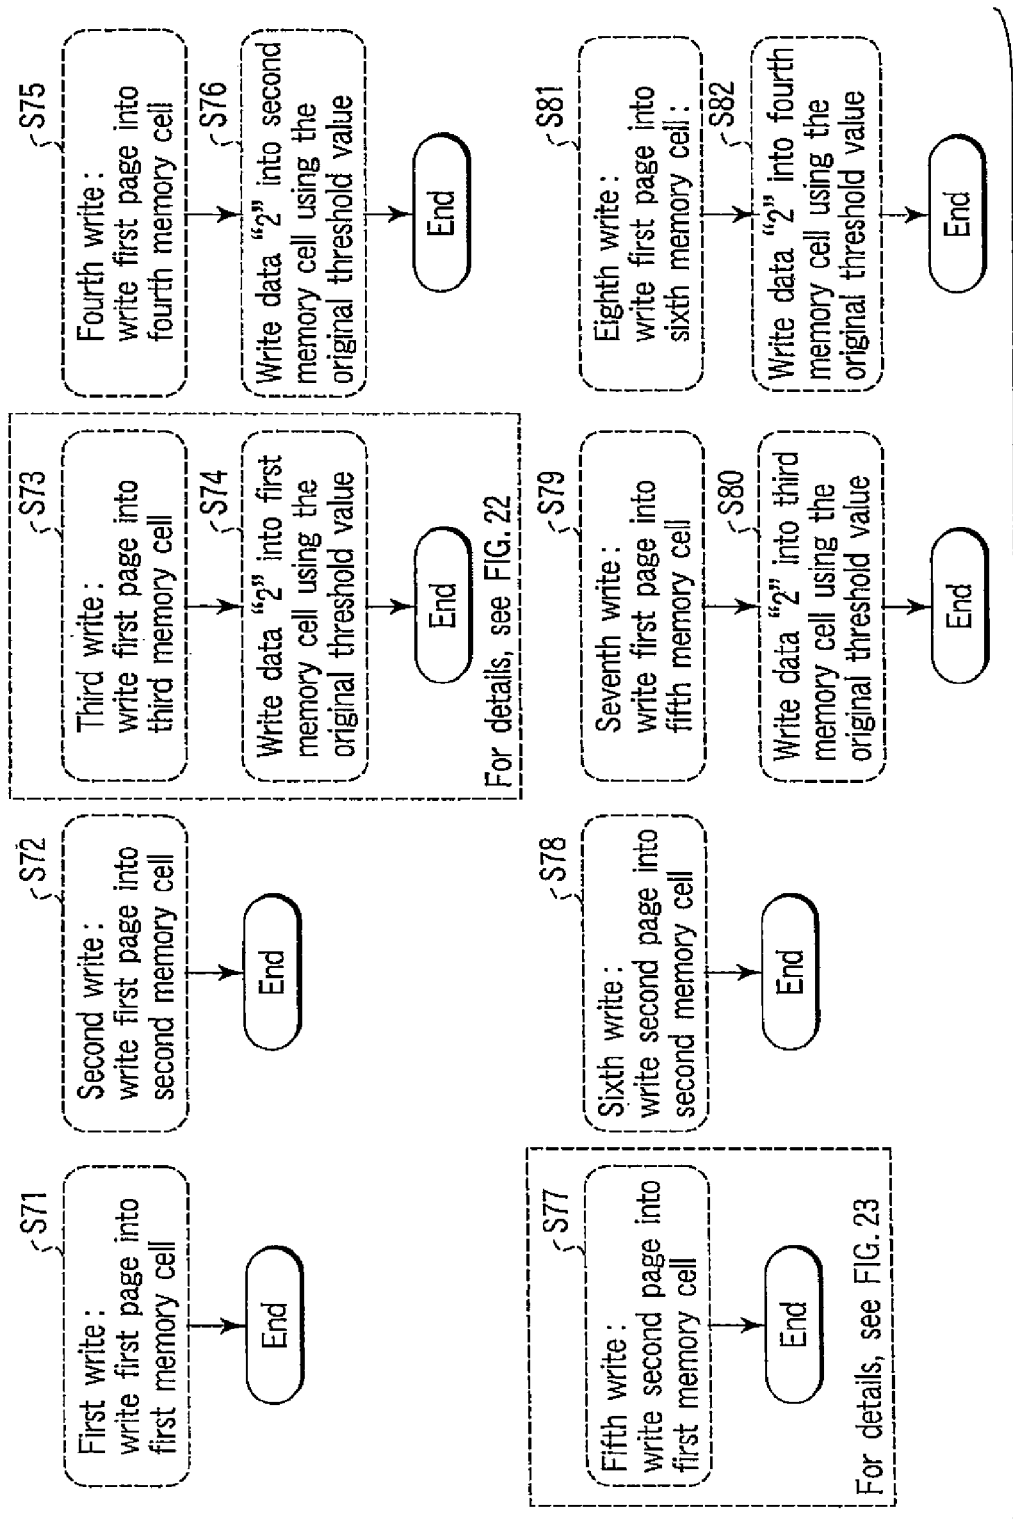 S71
First write :
write first page into
first memory cell
End
S72
Second write :
write first page into
second memory cell
End
S73
Third write :
write first page into
third memory cell
S74
Write data “2” into first
memory cell using the
original threshold value
End
For details, see FIG. 22
S75
Fourth write :
write first page into
fourth memory cell
S76
Write data “2” into second
memory cell using the
original threshold value
End
S77
Fifth write :
write second page into
first memory cell
End
For details, see FIG. 23
S78
Sixth write :
write second page into
second memory cell
End
S79
Seventh write :
write first page into
fifth memory cell
S80
Write data “2” into third
memory cell using the
original threshold value
End
S81
Eighth write :
write first page into
sixth memory cell :
S82
Write data “2” into fourth
memory cell using the
original threshold value
End